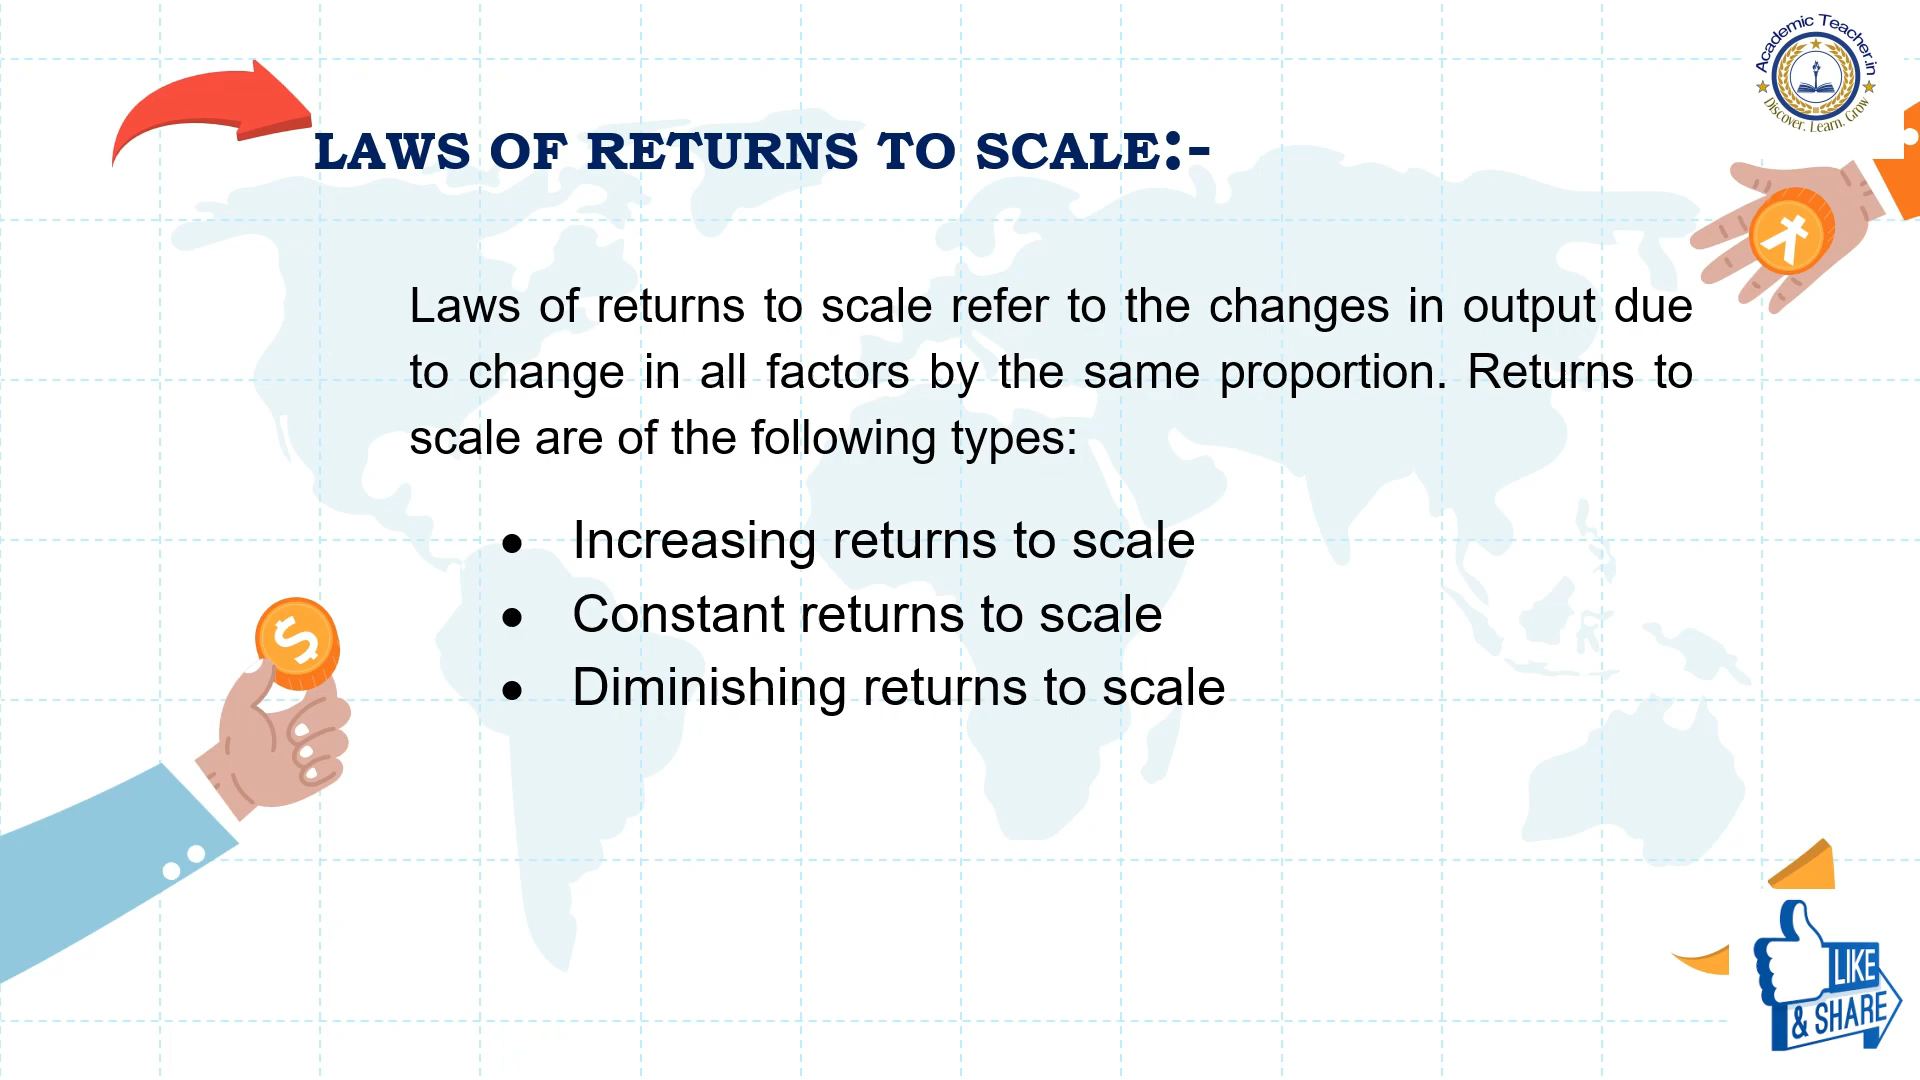 Academic Teacher.in
Discover. Learn. Grow
LAWS OF RETURNS TO SCALE:-
Laws of returns to scale refer to the changes in output due
to change in all factors by the same proportion. Returns to
scale are of the following types:
● Increasing returns to scale
● Constant returns to scale
● Diminishing returns to scale
$
LIKE
& SHARE